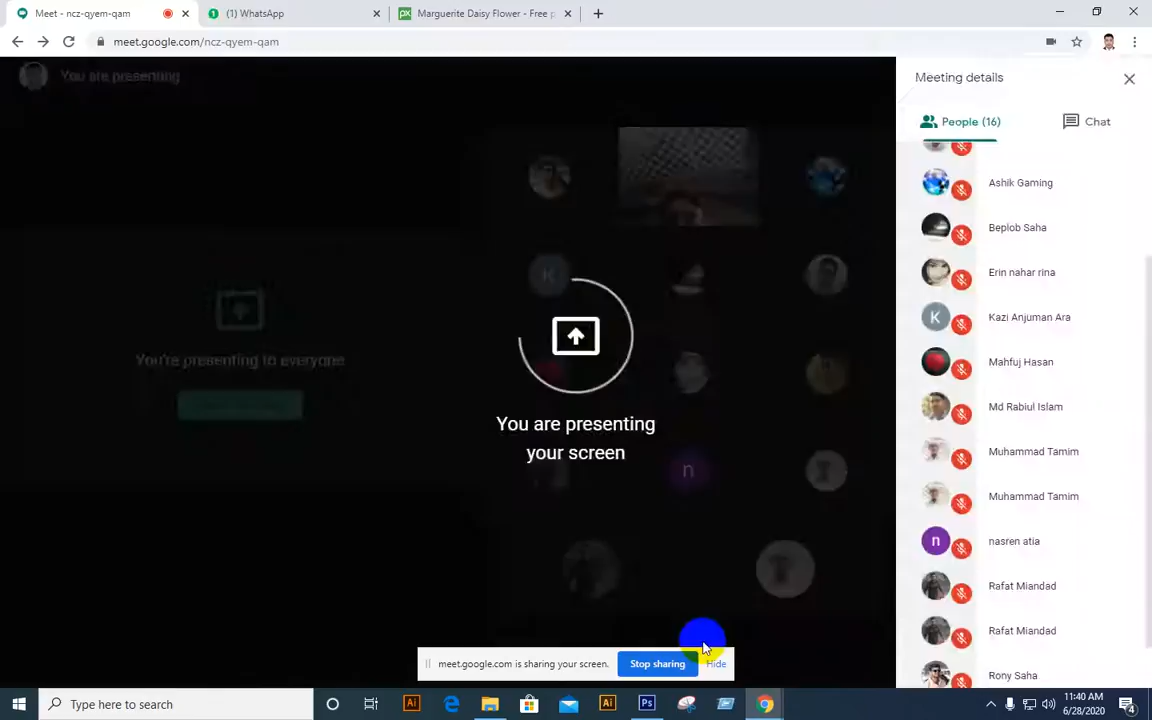 Meet - ncz-qyem-qam
(1) WhatsApp
Marguerite Daisy Flower - Free p
meet.google.com/ncz-qyem-qam
You are presenting
Meeting details
People (16)
Chat
Ashik Gaming
Beplob Saha
Erin nahar rina
K
K
Kazi Anjuman Ara
You're presenting to everyone
Mahfuj Hasan
Md Rabiul Islam
You are presenting
your screen
Muhammad Tamim
n
Muhammad Tamim
n
nasren atia
Rafat Miandad
Rafat Miandad
meet.google.com is sharing your screen.
Stop sharing
Hide
Rony Saha
Type here to search
Ai
Ai
Ps
11:40 AM
6/28/2020
4